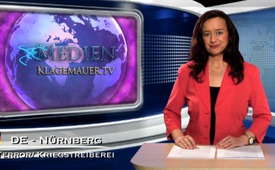 MEDIEN
KLAGEMAUER TV
DE - NÜRNBERG
TERROR/KRIEGSTREIBEREI